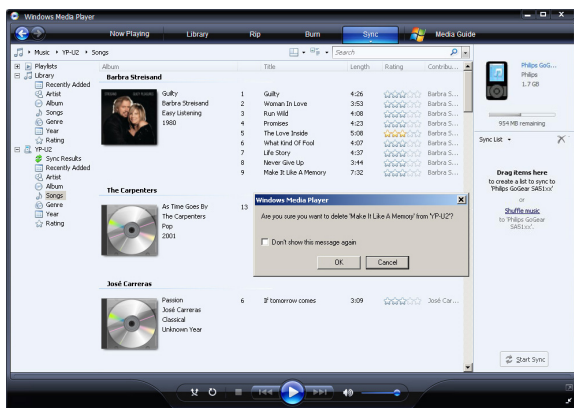 Windows Media Player
Now Playing Library Rip Burn Sync Media Guide
Music YP-U2 Songs Search
Playlists
Library
Recently Added
Artist
Album
Songs
Genre
Year
Rating
YP-U2
Sync Results
Recently Added
Artist
Album
Songs
Genre
Year
Rating
Album Title Length Rating Contribu...
Barbra Streisand
Guilty
Barbra Streisand
Easy Listening
1980
1 Guilty 4:26 Barbra S...
2 Woman In Love 3:53 Barbra S...
3 Run Wild 4:08 Barbra S...
4 Promises 4:23 Barbra S...
5 The Love Inside 5:08 Barbra S...
6 What Kind Of Fool 4:07 Barbra S...
7 Life Story 4:37 Barbra S...
8 Never Give Up 3:44 Barbra S...
9 Make It Like A Memory 7:32 Barbra S...
The Carpenters
As Time Goes By
The Carpenters
Pop
2001
13
Windows Media Player
Are you sure you want to delete 'Make It Like A Memory' from 'YP-U2'?
Don't show this message again
OK Cancel
José Carreras
Passion
José Carreras
Classical
Unknown Year
6 If tomorrow comes 3:09 José Car...
Philips GoG...
Philips
1.7 GB
954 MB remaining
Sync List
Drag items here
to create a list to sync to
'Philips GoGear SA51xx'
or
Shuffle music
to 'Philips GoGear
SA51xx'.
Start Sync